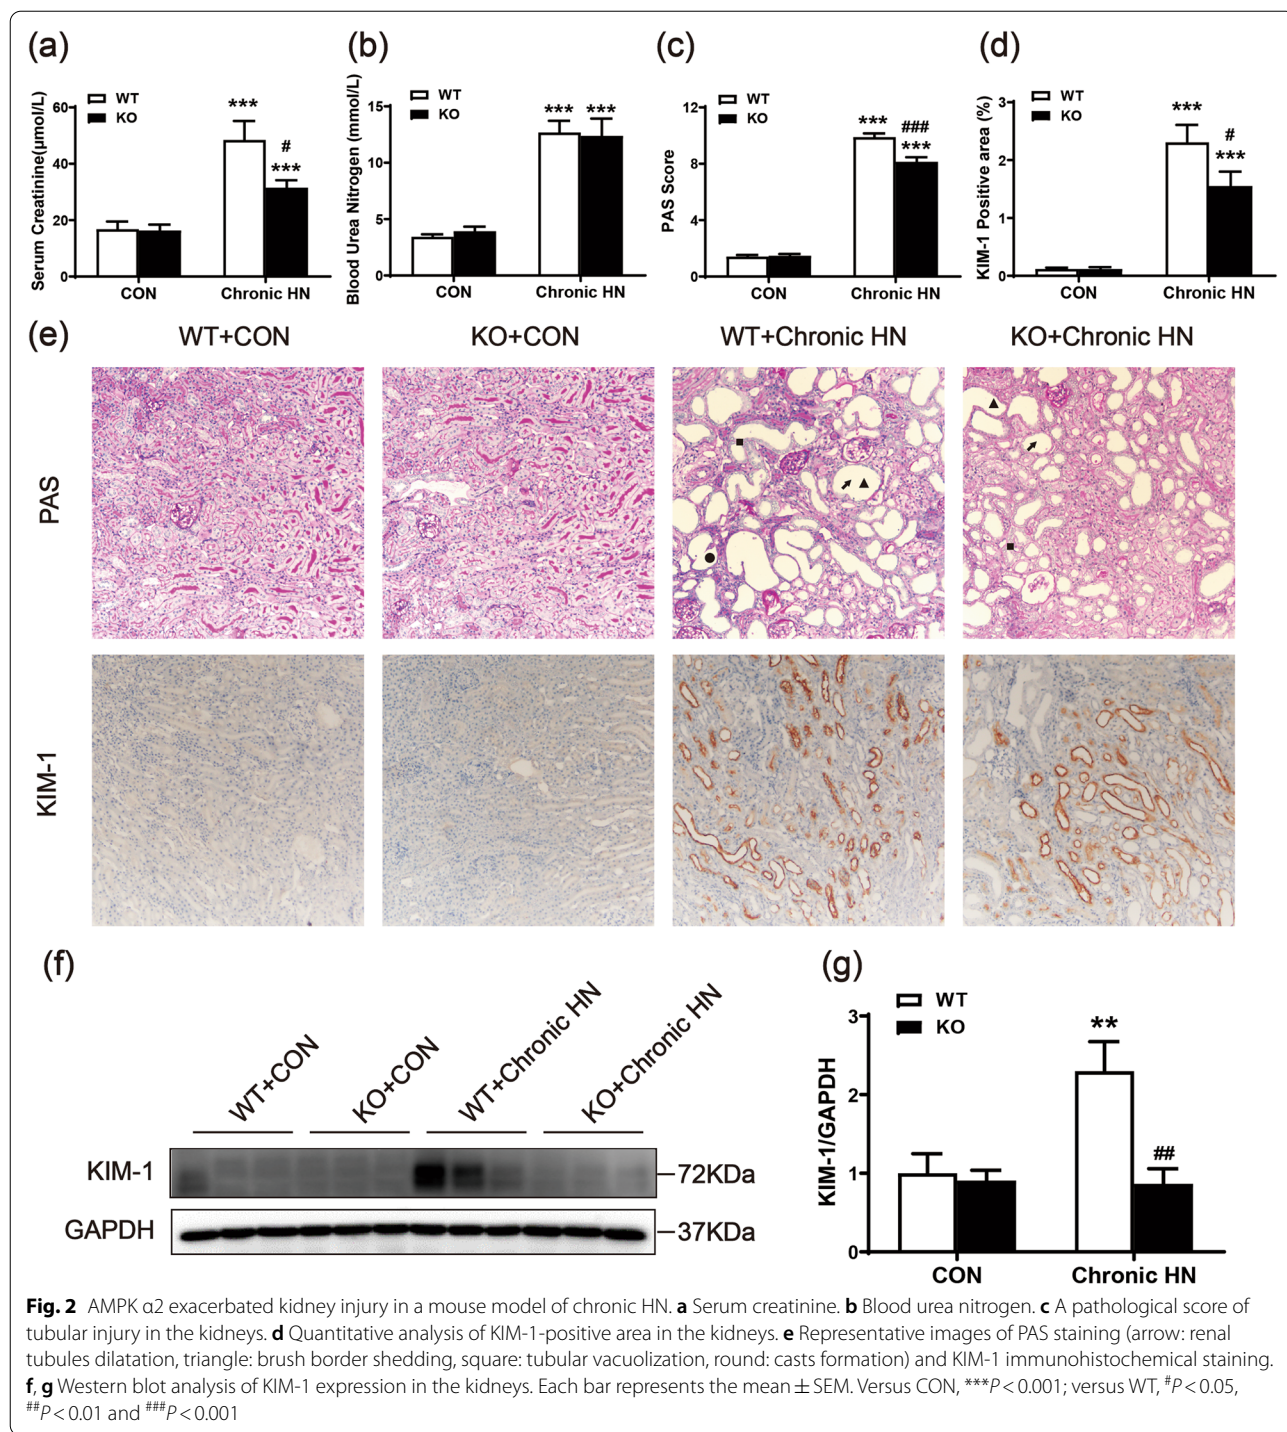 (a)
WT
KO
Serum Creatinine(μmol/L)
60
40
20
0
***
#
***
CON
Chronic HN
(b)
WT
KO
Blood Urea Nitrogen (mmol/L)
15
10
5
0
***
***
CON
Chronic HN
(c)
WT
KO
PAS Score
12
8
4
0
***
###
***
CON
Chronic HN
(d)
WT
KO
KIM-1 Positive area (%)
3
2
1
0
***
#
***
CON
Chronic HN
(e)
WT+CON
KO+CON
WT+Chronic HN
KO+Chronic HN
PAS
KIM-1
(f)
WT+CON
KO+CON
WT+Chronic HN
KO+Chronic HN
KIM-1
72KDa
GAPDH
37KDa
(g)
WT
KO
KIM-1/GAPDH
3
2
1
0
**
##
CON
Chronic HN
Fig. 2 AMPK α2 exacerbated kidney injury in a mouse model of chronic HN. a Serum creatinine. b Blood urea nitrogen. c A pathological score of
tubular injury in the kidneys. d Quantitative analysis of KIM-1-positive area in the kidneys. e Representative images of PAS staining (arrow: renal
tubules dilatation, triangle: brush border shedding, square: tubular vacuolization, round: casts formation) and KIM-1 immunohistochemical staining.
f, g Western blot analysis of KIM-1 expression in the kidneys. Each bar represents the mean ± SEM. Versus CON, ***P < 0.001; versus WT, #P < 0.05,
##P < 0.01 and ###P < 0.001